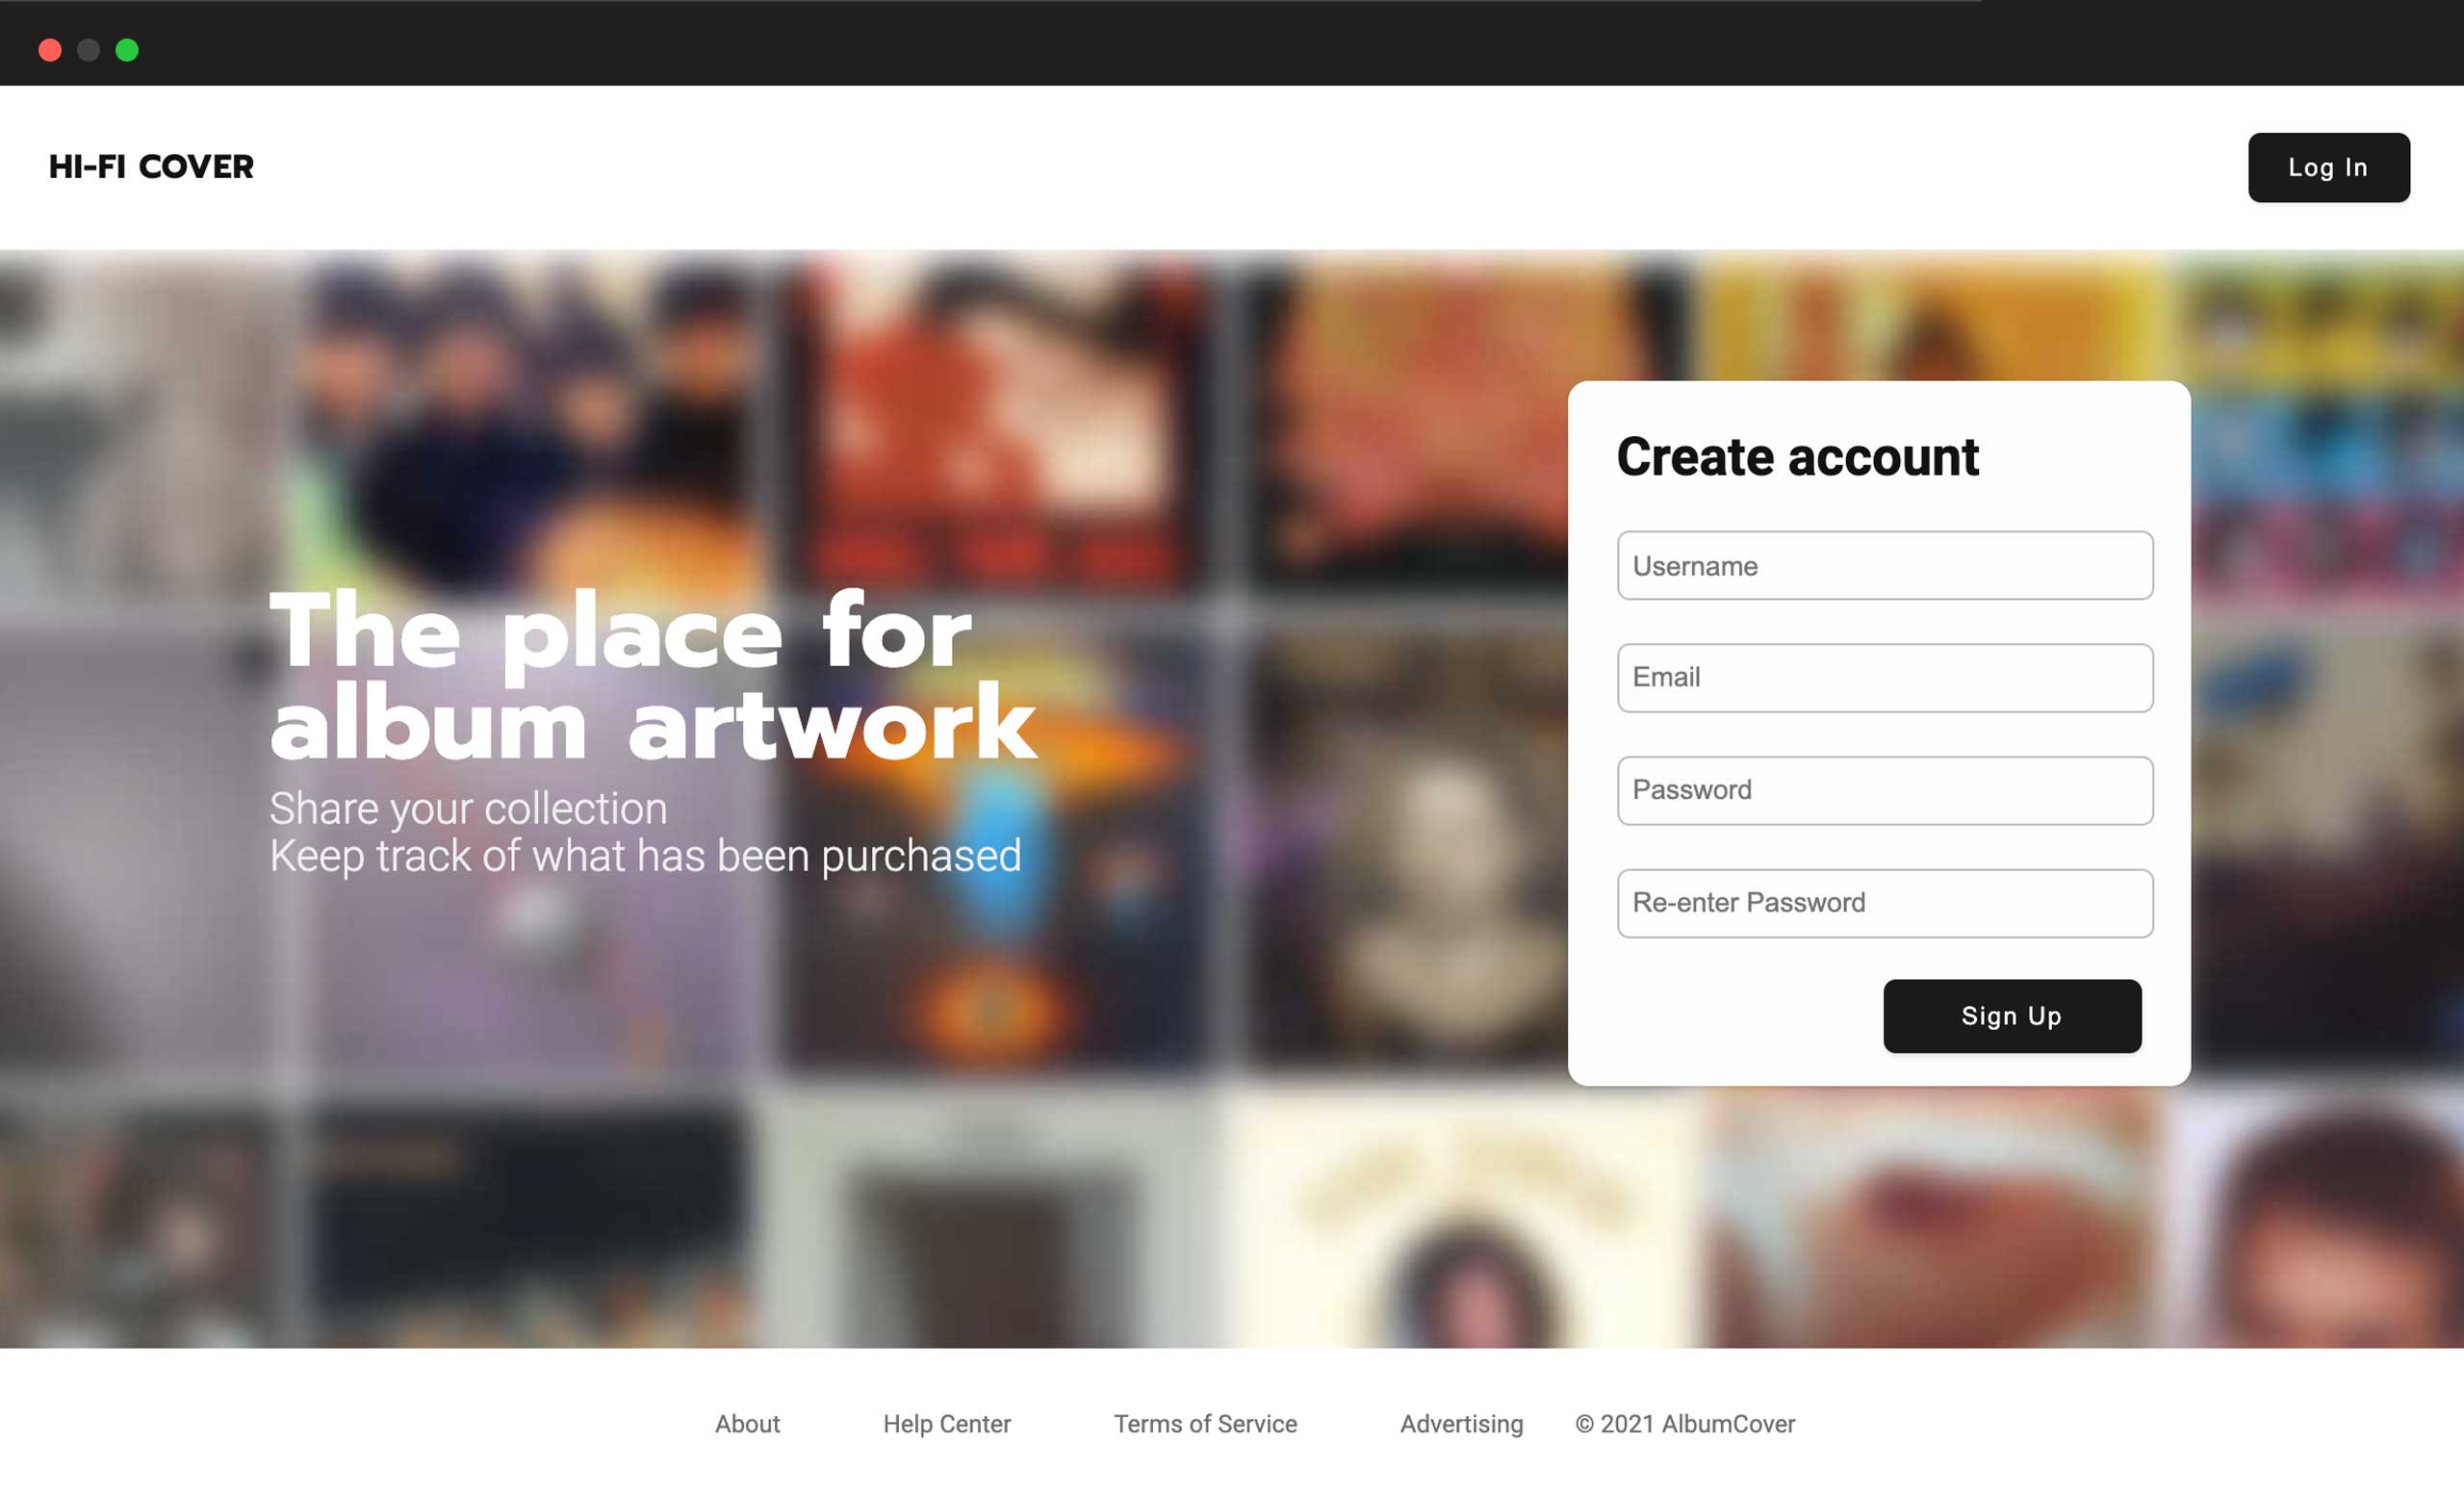 HI-FI COVER
Log In
The place for
album artwork
Share your collection
Keep track of what has been purchased
Create account
Username
Email
Password
Re-enter Password
Sign Up
About
Help Center
Terms of Service
Advertising
© 2021 AlbumCover